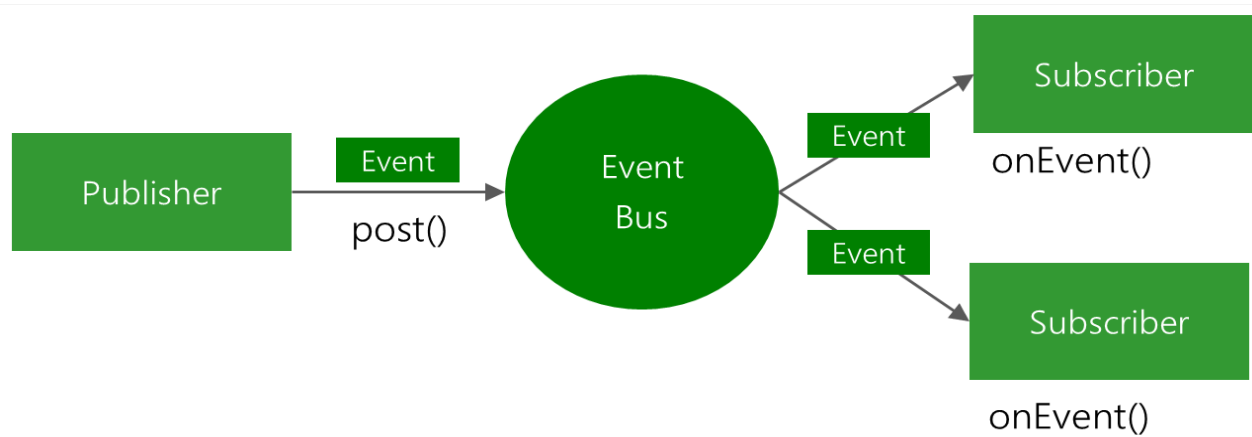 Publisher
Event
post()
Event
Bus
Event
Subscriber
onEvent()
Event
Subscriber
onEvent()